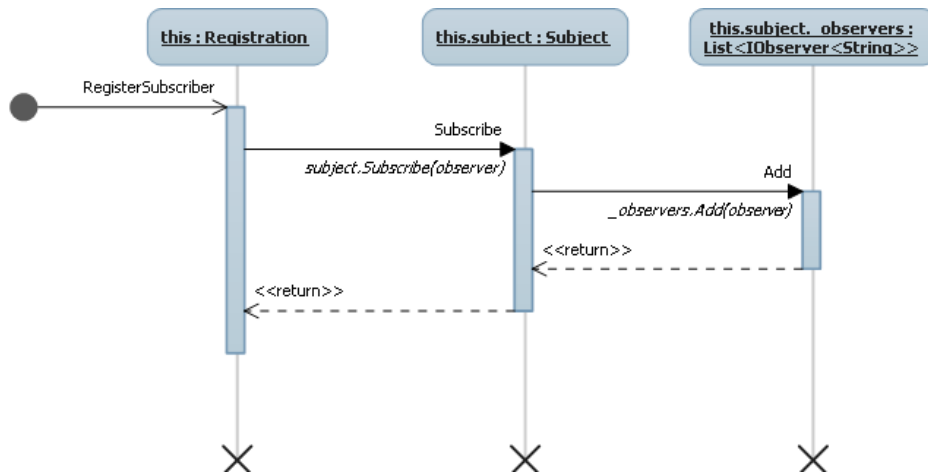 this : Registration
this.subject : Subject
this.subject._observers :
List<IObserver<String>>
RegisterSubscriber
Subscribe
subject.Subscribe(observer)
Add
_observers.Add(observer)
<<return>>
<<return>>